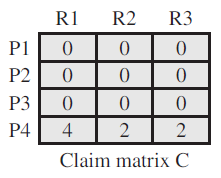 R1 R2 R3
P1 0 0 0
P2 0 0 0
P3 0 0 0
P4 4 2 2
Claim matrix C